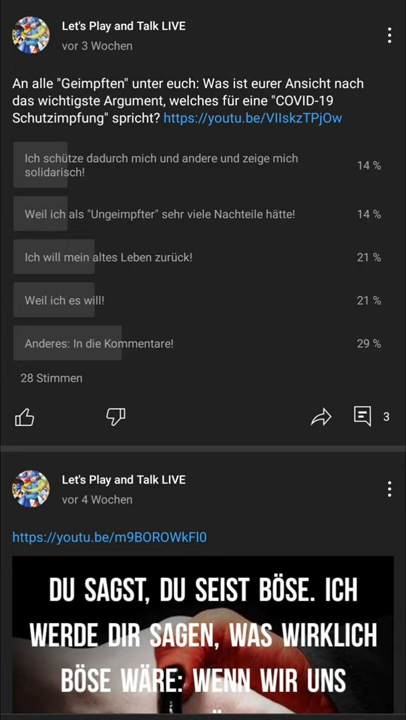 Let's Play and Talk LIVE
vor 3 Wochen
An alle "Geimpften" unter euch: Was ist eurer Ansicht nach
das wichtigste Argument, welches für eine "COVID-19
Schutzimpfung" spricht? https://youtu.be/VIIskzTPjOw
Ich schütze dadurch mich und andere und zeige mich
solidarisch!
14 %
Weil ich als "Ungeimpfter" sehr viele Nachteile hätte!
14 %
Ich will mein altes Leben zurück!
21 %
Weil ich es will!
21 %
Anderes: In die Kommentare!
29 %
28 Stimmen
3
Let's Play and Talk LIVE
vor 4 Wochen
https://youtu.be/m9BOROWkFl0
DU SAGST, DU SEIST BÖSE. ICH
WERDE DIR SAGEN, WAS WIRKLICH
BÖSE WÄRE: WENN WIR UNS